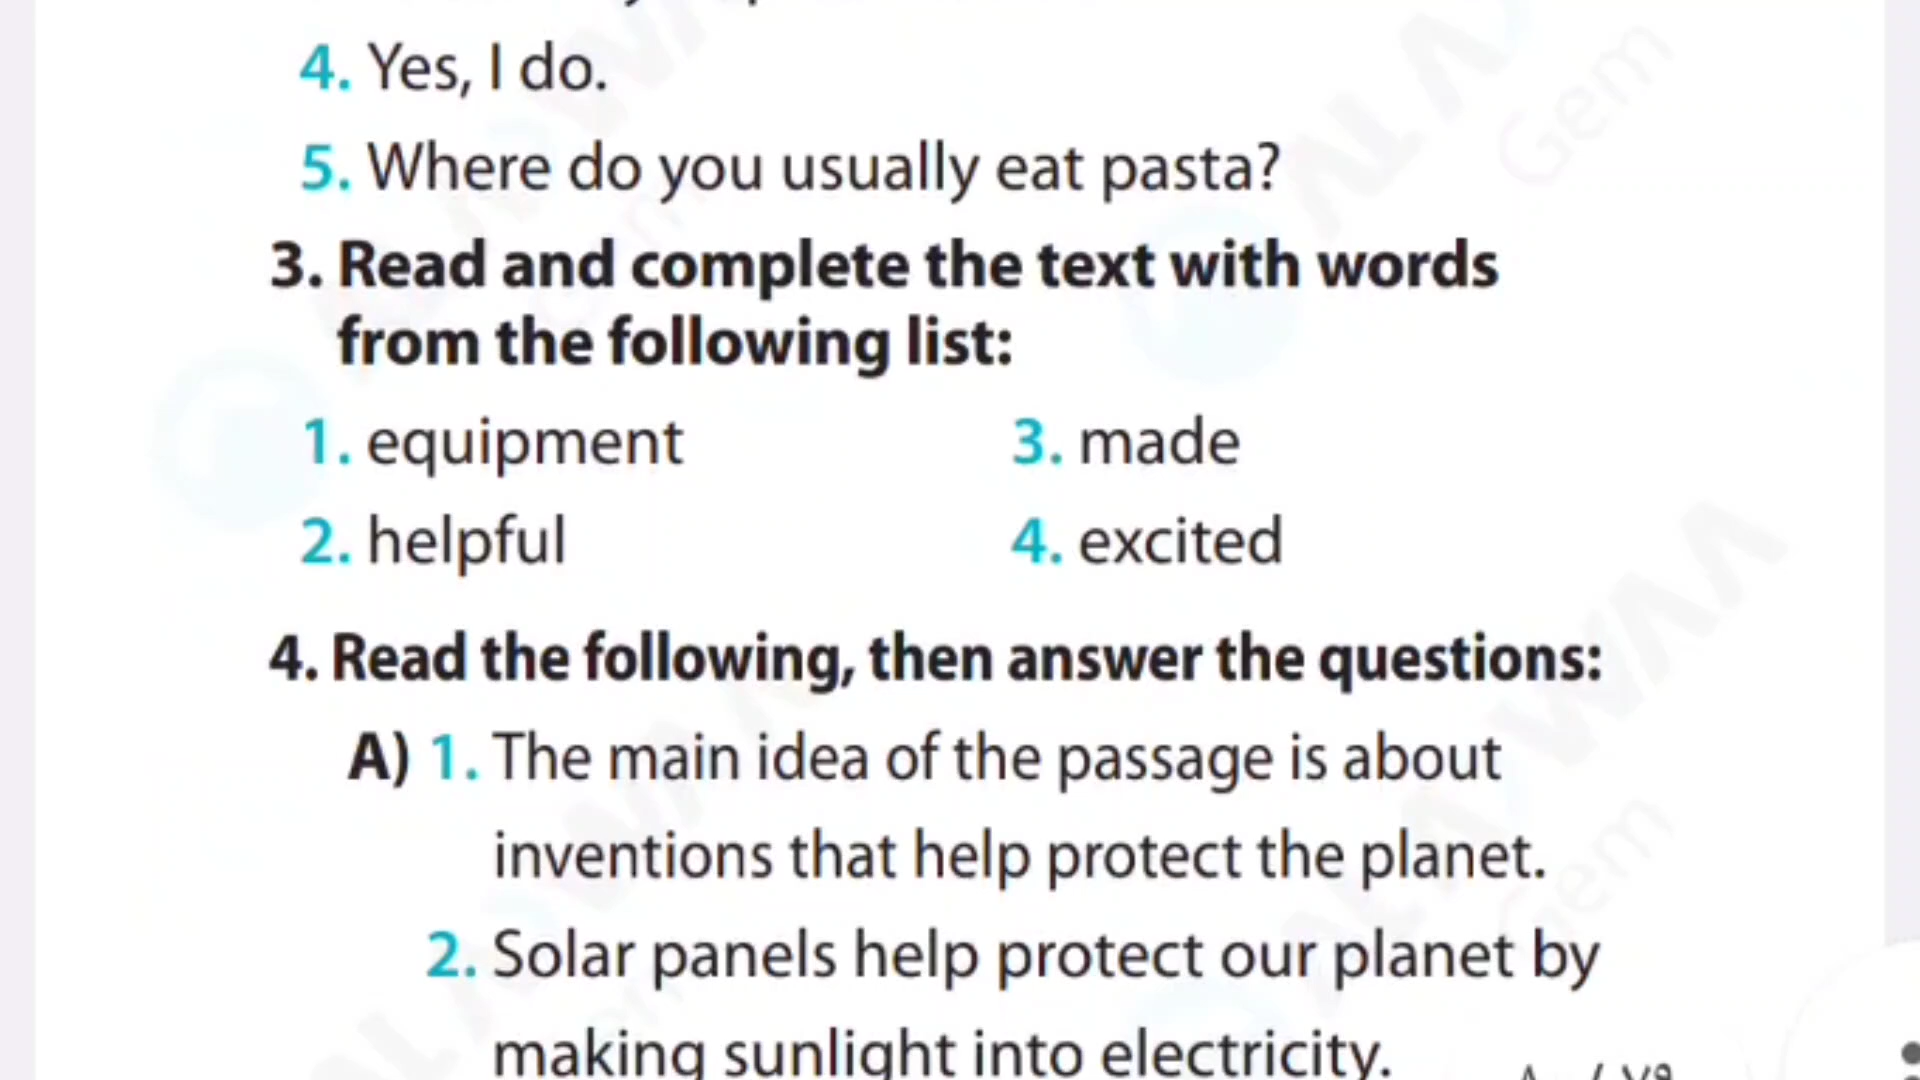 4. Yes, I do.
5. Where do you usually eat pasta?
3. Read and complete the text with words
from the following list:
1. equipment
3. made
2. helpful
4. excited
4. Read the following, then answer the questions:
A) 1. The main idea of the passage is about
inventions that help protect the planet.
2. Solar panels help protect our planet by
making sunlight into electricity.
Gem
Gem